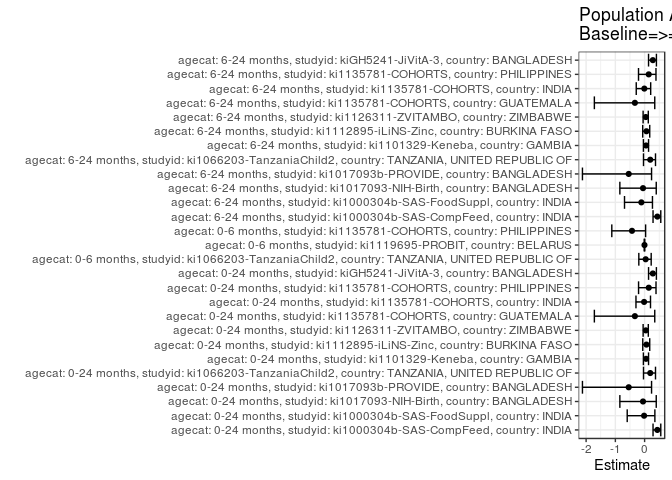 Population A
Baseline=>=
agecat: 6-24 months, studyid: kiGH5241-JiVitA-3, country: BANGLADESH
agecat: 6-24 months, studyid: ki1135781-COHORTS, country: PHILIPPINES
agecat: 6-24 months, studyid: ki1135781-COHORTS, country: INDIA
agecat: 6-24 months, studyid: ki1135781-COHORTS, country: GUATEMALA
agecat: 6-24 months, studyid: ki1126311-ZVITAMBO, country: ZIMBABWE
agecat: 6-24 months, studyid: ki1112895-iLiNS-Zinc, country: BURKINA FASO
agecat: 6-24 months, studyid: ki1101329-Keneba, country: GAMBIA
agecat: 6-24 months, studyid: ki1066203-TanzaniaChild2, country: TANZANIA, UNITED REPUBLIC OF
agecat: 6-24 months, studyid: ki1017093b-PROVIDE, country: BANGLADESH
agecat: 6-24 months, studyid: ki1017093-NIH-Birth, country: BANGLADESH
agecat: 6-24 months, studyid: ki1000304b-SAS-FoodSuppl, country: INDIA
agecat: 6-24 months, studyid: ki1000304b-SAS-CompFeed, country: INDIA
agecat: 0-6 months, studyid: ki1135781-COHORTS, country: PHILIPPINES
agecat: 0-6 months, studyid: ki1119695-PROBIT, country: BELARUS
agecat: 0-6 months, studyid: ki1066203-TanzaniaChild2, country: TANZANIA, UNITED REPUBLIC OF
agecat: 0-24 months, studyid: kiGH5241-JiVitA-3, country: BANGLADESH
agecat: 0-24 months, studyid: ki1135781-COHORTS, country: PHILIPPINES
agecat: 0-24 months, studyid: ki1135781-COHORTS, country: INDIA
agecat: 0-24 months, studyid: ki1135781-COHORTS, country: GUATEMALA
agecat: 0-24 months, studyid: ki1126311-ZVITAMBO, country: ZIMBABWE
agecat: 0-24 months, studyid: ki1112895-iLiNS-Zinc, country: BURKINA FASO
agecat: 0-24 months, studyid: ki1101329-Keneba, country: GAMBIA
agecat: 0-24 months, studyid: ki1066203-TanzaniaChild2, country: TANZANIA, UNITED REPUBLIC OF
agecat: 0-24 months, studyid: ki1017093b-PROVIDE, country: BANGLADESH
agecat: 0-24 months, studyid: ki1017093-NIH-Birth, country: BANGLADESH
agecat: 0-24 months, studyid: ki1000304b-SAS-FoodSuppl, country: INDIA
agecat: 0-24 months, studyid: ki1000304b-SAS-CompFeed, country: INDIA
-2 -1 0
Estimate